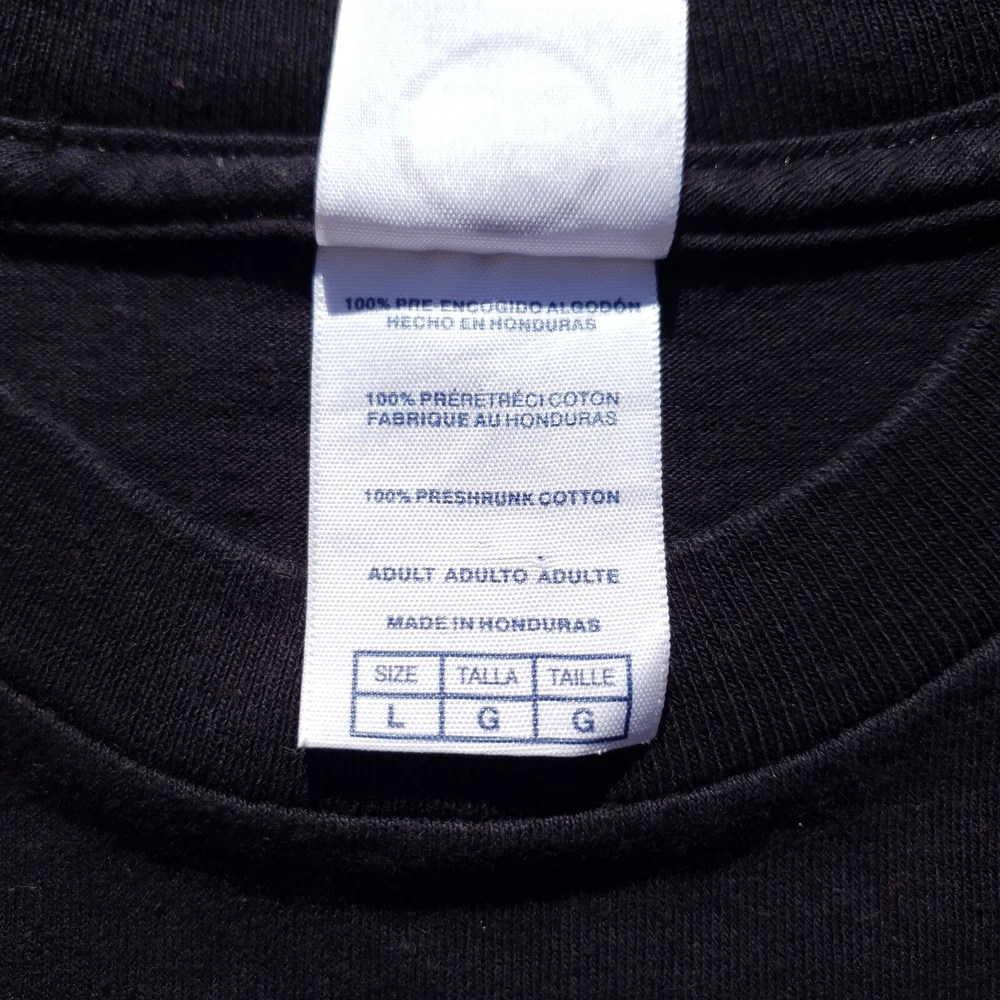 100% PRE-ENCOGIDO ALGODÓN
HECHO EN HONDURAS
100% PRÉRÉTRÉCI COTON
FABRIQUE AU HONDURAS
100% PRESHRUNK COTTON
ADULT ADULTO ADULTE
MADE IN HONDURAS
SIZE TALLA TAILLE
L G G